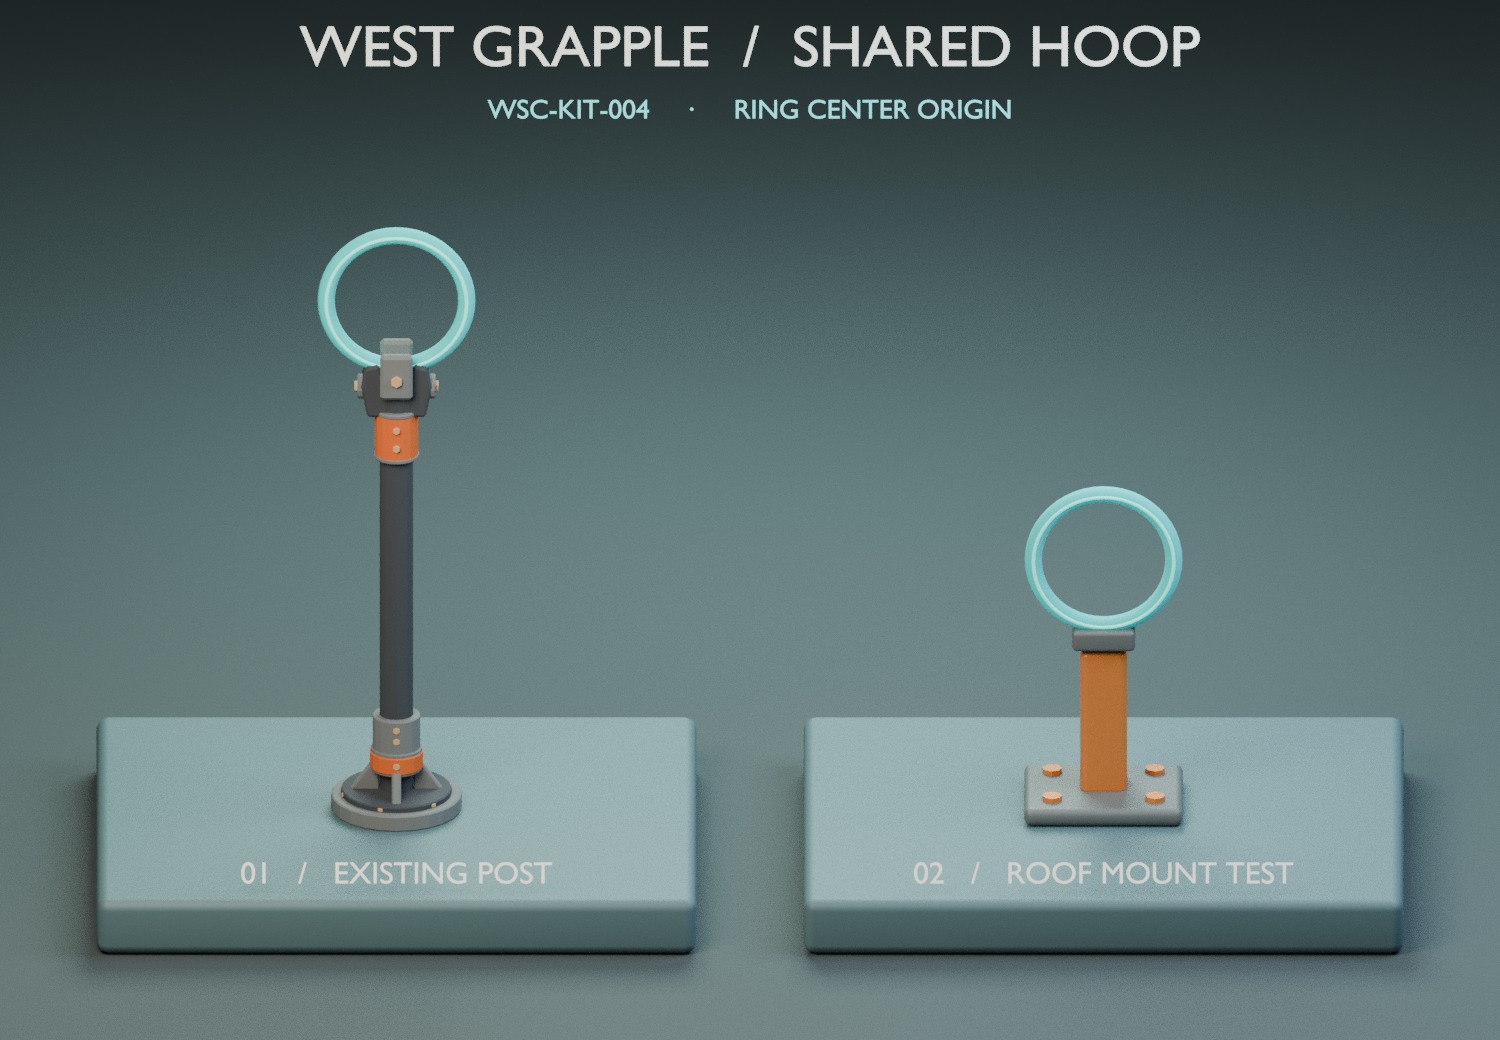 WEST GRAPPLE / SHARED HOOP
WSC-KIT-004 · RING CENTER ORIGIN
01 / EXISTING POST
02 / ROOF MOUNT TEST